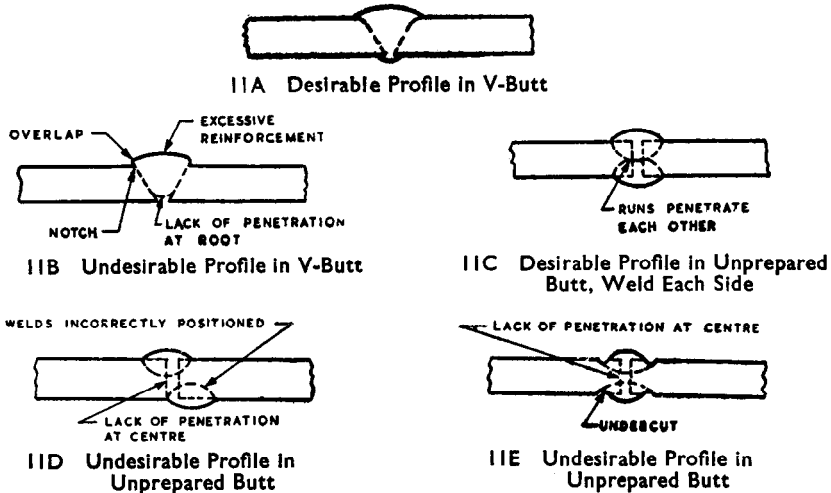 11A Desirable Profile in V-Butt
OVERLAP
EXCESSIVE
REINFORCEMENT
NOTCH
LACK OF PENETRATION
AT ROOT
11B Undesirable Profile in V-Butt
RUNS PENETRATE
EACH OTHER
11C Desirable Profile in Unprepared
Butt, Weld Each Side
WELDS INCORRECTLY POSITIONED
LACK OF PENETRATION
AT CENTRE
11D Undesirable Profile in
Unprepared Butt
LACK OF PENETRATION AT CENTRE
UNDERCUT
11E Undesirable Profile in
Unprepared Butt